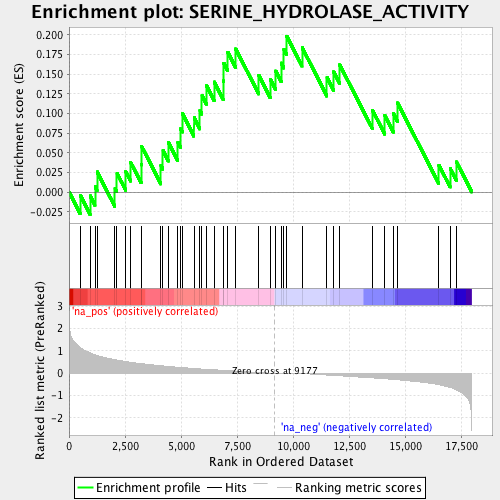 Enrichment plot: SERINE_HYDROLASE_ACTIVITY
Enrichment score (ES)
0.200
0.175
0.150
0.125
0.100
0.075
0.050
0.025
0.000
-0.025
'na_pos' (positively correlated)
Ranked list metric (PreRanked)
3
2
1
0
-1
-2
Zero cross at 9177
'na_neg' (negatively correlated)
0
2,500
5,000
7,500
10,000
12,500
15,000
17,500
Rank in Ordered Dataset
Enrichment profile
Hits
Ranking metric scores